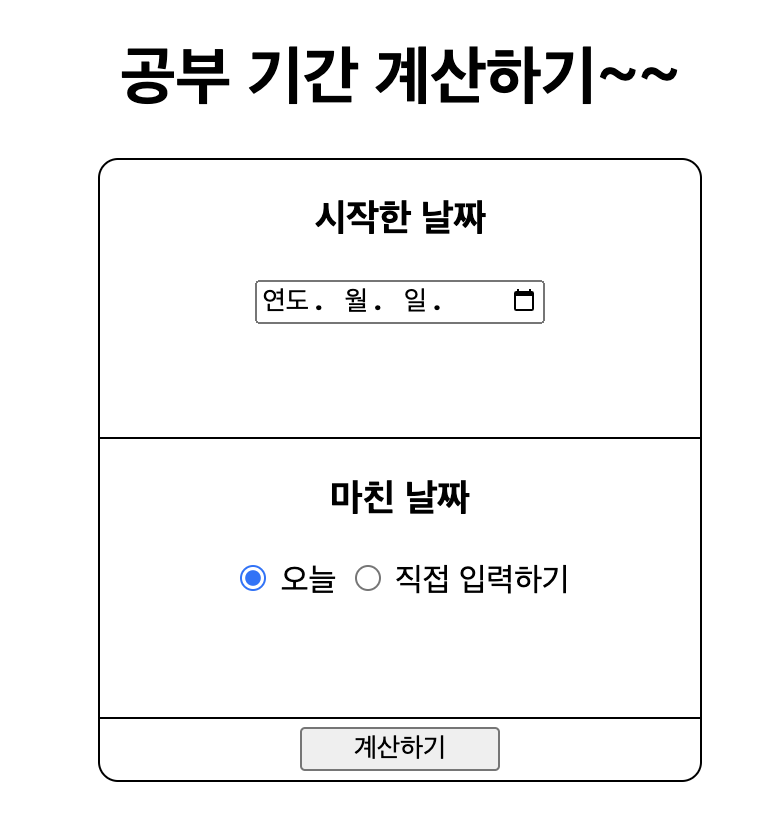 공부 기간 계산하기~~
시작한 날짜
연도. 월. 일.
마친 날짜
오늘 직접 입력하기
계산하기